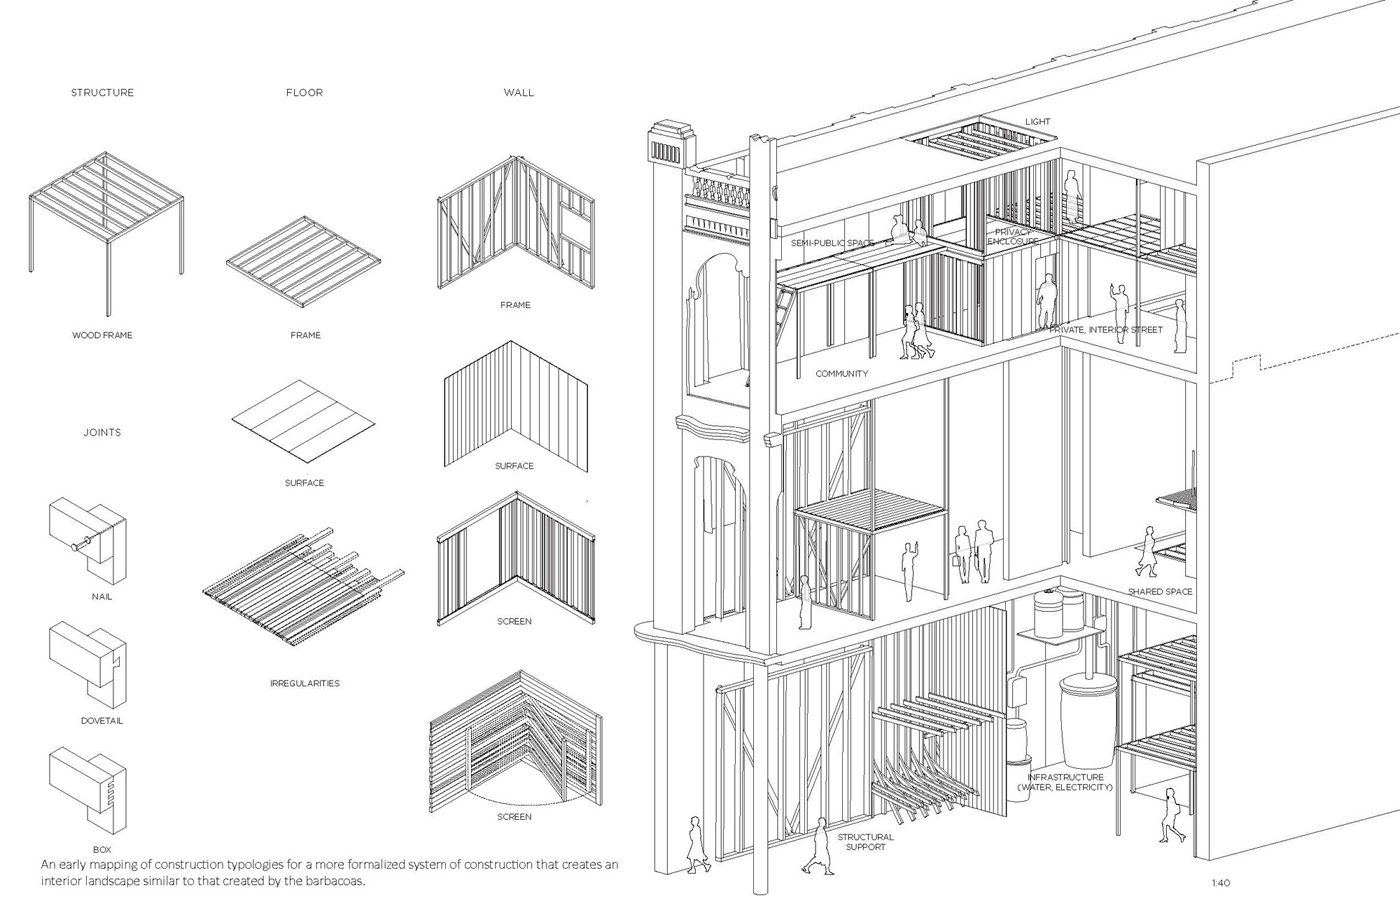 STRUCTURE
FLOOR
WALL
WOOD FRAME
FRAME
FRAME
JOINTS
SURFACE
SURFACE
NAIL
SCREEN
IRREGULARITIES
DOVETAIL
SCREEN
BOX
An early mapping of construction typologies for a more formalized system of construction that creates an
interior landscape similar to that created by the barbacoas.
LIGHT
SEMI-PUBLIC SPACE
PRIVACY
ENCLOSURE
PRIVATE, INTERIOR STREET
COMMUNITY
SHARED SPACE
INFRASTRUCTURE
(WATER, ELECTRICITY)
STRUCTURAL
SUPPORT
1:40